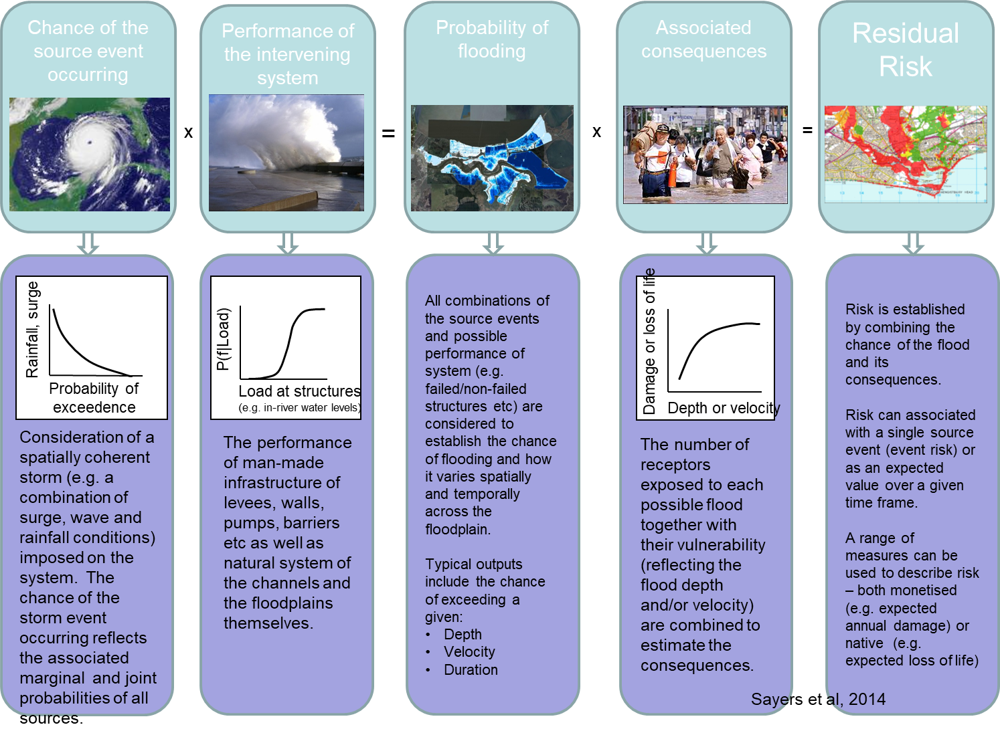 Chance of the
source event
occurring
x
Performance of
the intervening
system
=
Probability of
flooding
x
Associated
consequences
=
Residual
Risk
CHRISTCHURCH
HENGISTBURY HEAD
Rainfall, surge
Probability of
exceedence
Consideration of a
spatially coherent
storm (e.g. a
combination of
surge, wave and
rainfall conditions)
imposed on the
system.  The
chance of the
storm event
occurring reflects
the associated
marginal  and joint
probabilities of all
sources.
P(f|Load)
Load at structures
(e.g. in-river water levels)
The performance
of man-made
infrastructure of
levees, walls,
pumps, barriers
etc as well as
natural system of
the channels and
the floodplains
themselves.
All combinations of
the source events
and possible
performance of
system (e.g.
failed/non-failed
structures etc) are
considered to
establish the chance
of flooding and how
it varies spatially
and temporally
across the
floodplain.
Typical outputs
include the chance
of exceeding a
given:
• Depth
• Velocity
• Duration
Damage or loss of life
Depth or velocity
The number of
receptors
exposed to each
possible flood
together with
their vulnerability
(reflecting the
flood depth
and/or velocity)
are combined to
estimate the
consequences.
Risk is established
by combining the
chance of the flood
and its
consequences.
Risk can associated
with a single source
event (event risk) or
as an expected
value over a given
time frame.
A range of
measures can be
used to describe risk
– both monetised
(e.g. expected
annual damage) or
native  (e.g.
expected loss of life)
Sayers et al, 2014